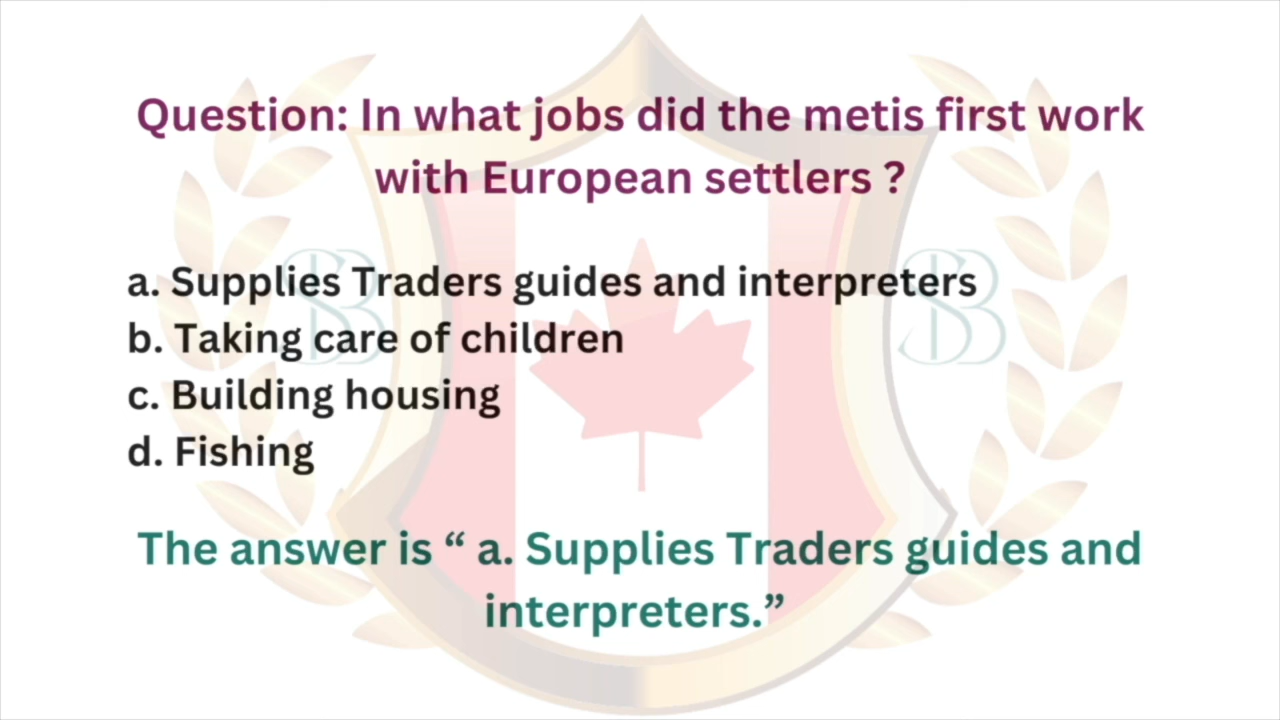 Question: In what jobs did the metis first work
with European settlers ?
a. Supplies Traders guides and interpreters
b. Taking care of children
c. Building housing
d. Fishing
The answer is “ a. Supplies Traders guides and
interpreters.”